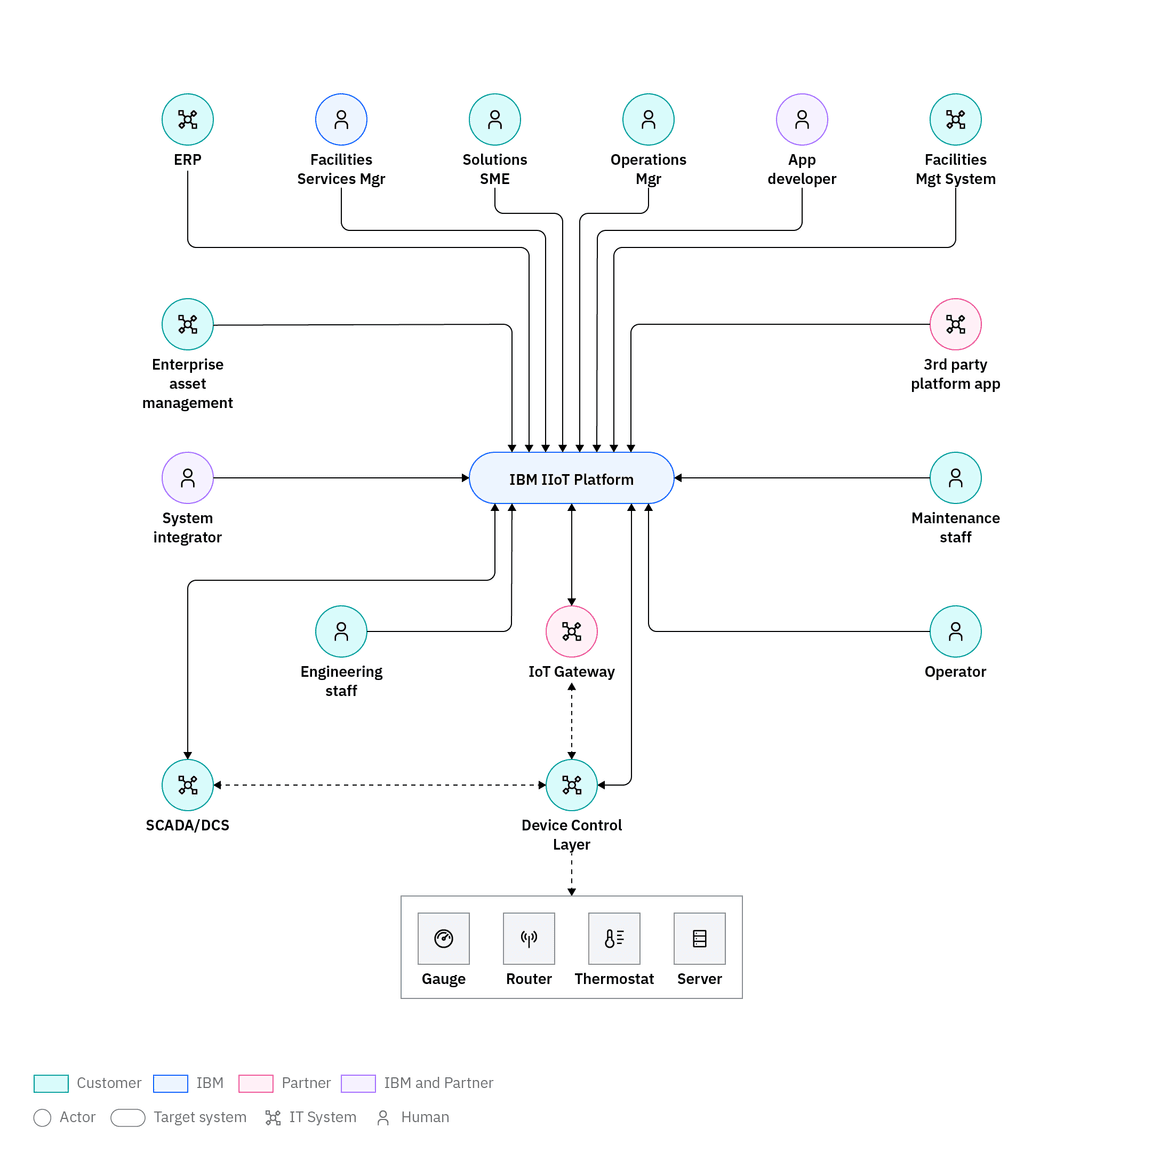 ERP
Facilities
Services Mgr
Solutions
SME
Operations
Mgr
App
developer
Facilities
Mgt System
Enterprise
asset
management
3rd party
platform app
IBM IIoT Platform
System
integrator
Maintenance
staff
Engineering
staff
IoT Gateway
Operator
SCADA/DCS
Device Control
Layer
Gauge
Router
Thermostat
Server
Customer
IBM
Partner
IBM and Partner
Actor
Target system
IT System
Human